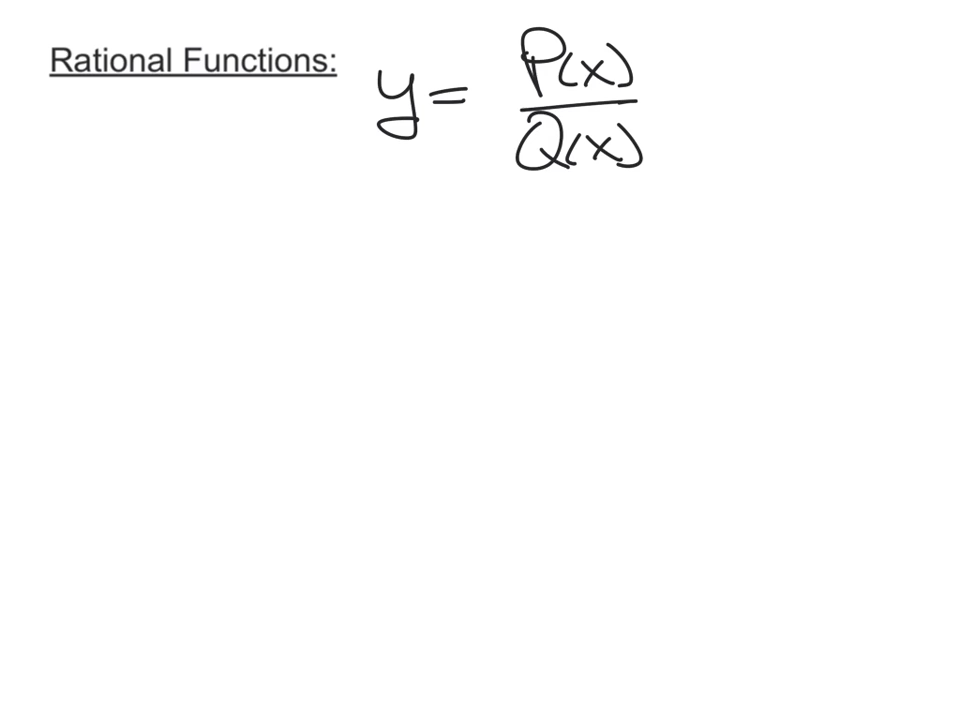 Rational Functions: y = P(x)/Q(x)